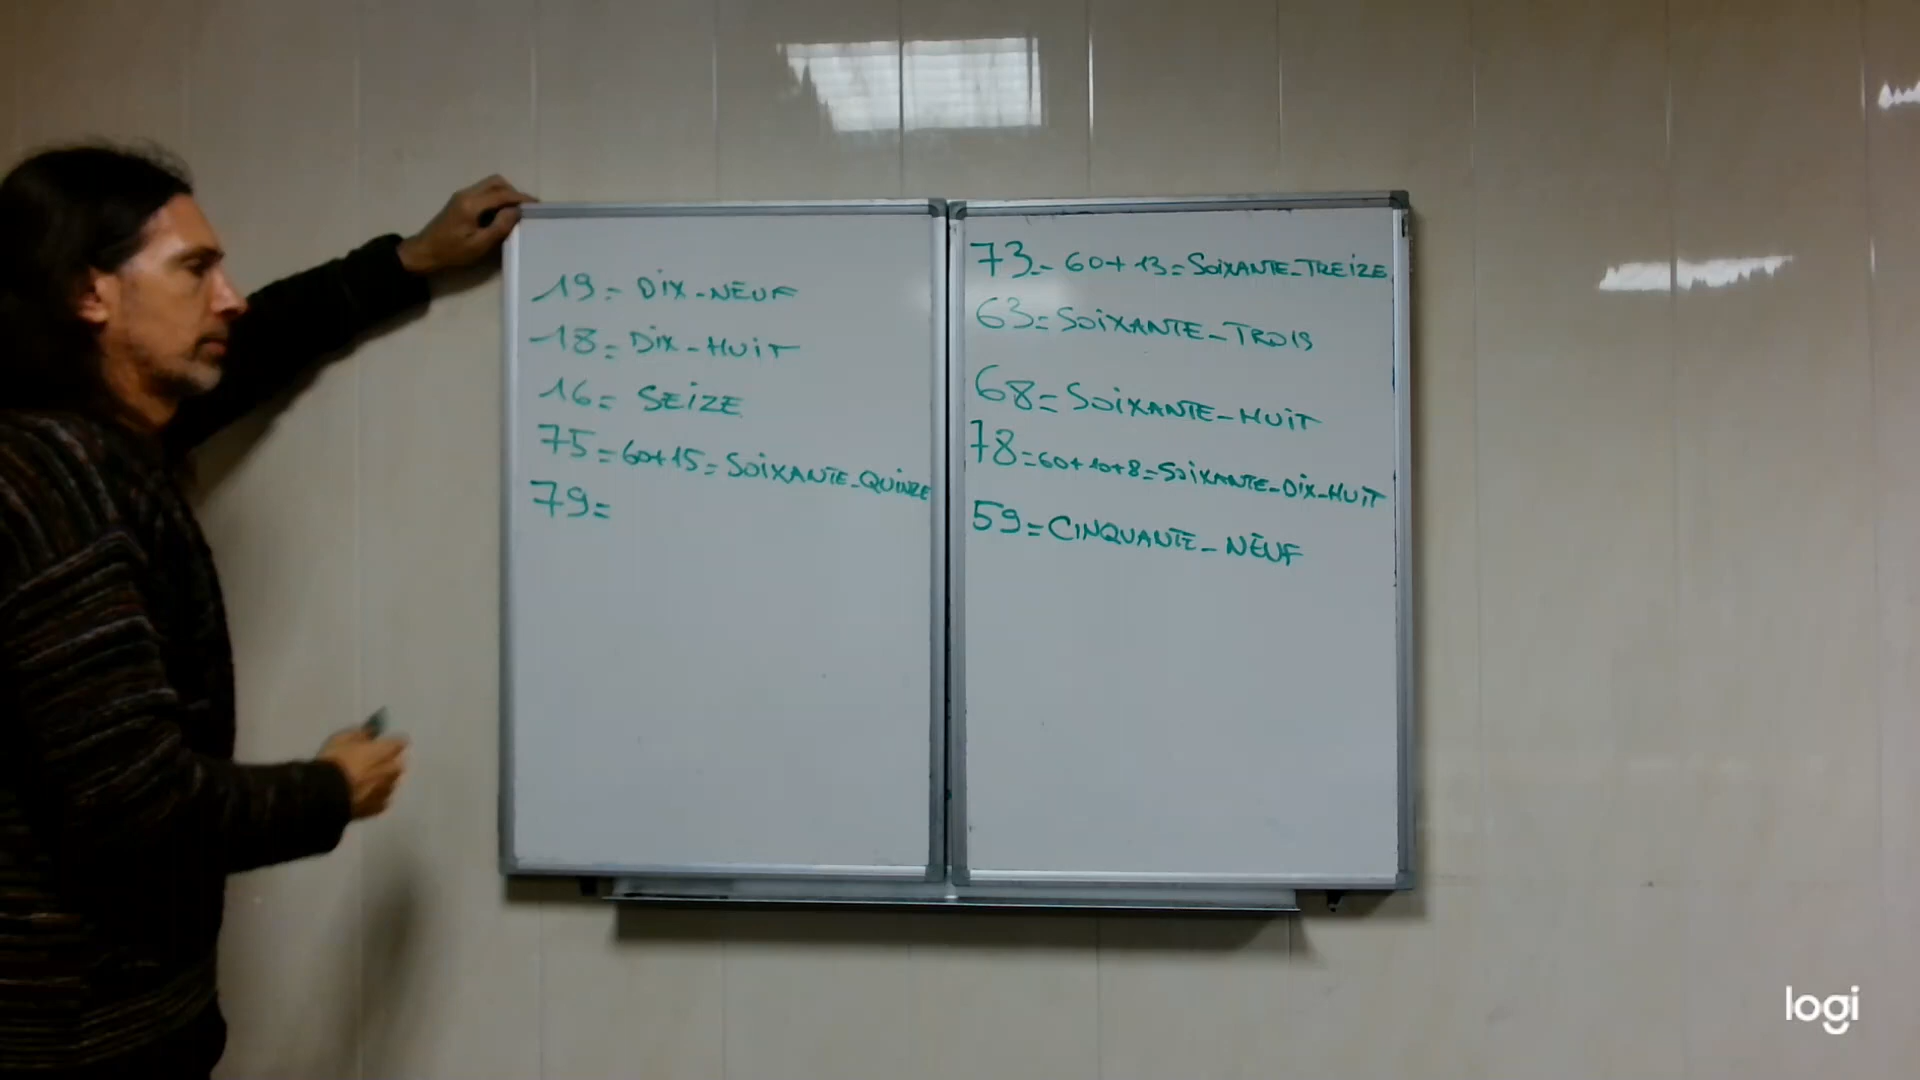 19= DIX-NEUF
18= DIX-HUIT
16= SEIZE
75=60+15=SOIXANTE-QUINZE
79=
73-60+13=SOIXANTE-TREIZE
63=SOIXANTE-TROIS
68=SOIXANTE-HUIT
78=60+10+8=SOIXANTE-DIX-HUIT
59=CINQUANTE-NEUF
logi